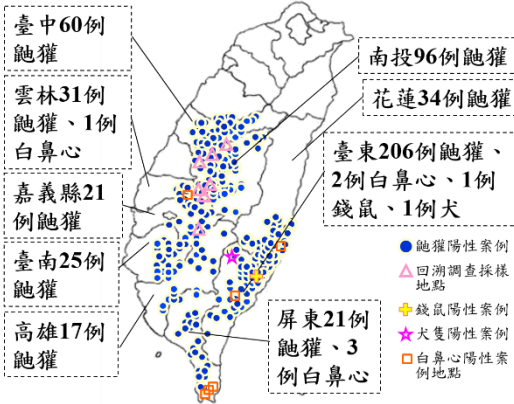 臺中60例
鼬獾
雲林31例
鼬獾、1例
白鼻心
嘉義縣21
例鼬獾
臺南25例
鼬獾
高雄17例
鼬獾
南投96例鼬獾
花蓮34例鼬獾
臺東206例鼬獾、
2例白鼻心、1例
錢鼠、1例犬
屏東21例
鼬獾、3
例白鼻心
鼬獾陽性案例
回溯調查採樣
地點
錢鼠陽性案例
犬隻陽性案例
白鼻心陽性案
例地點